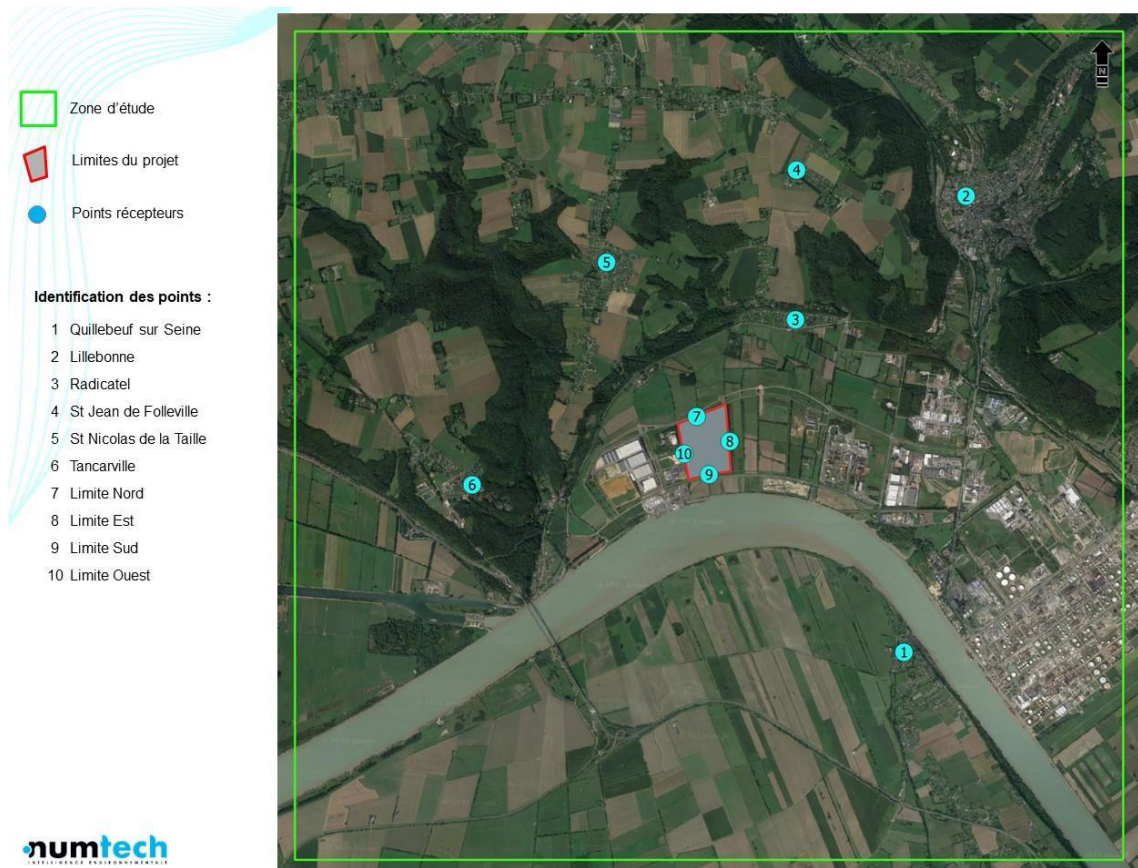 Zone d'étude
Limites du projet
Points récepteurs
Identification des points :
1 Quillebeuf sur Seine
2 Lillebonne
3 Radicatel
4 St Jean de Folleville
5 St Nicolas de la Taille
6 Tancarville
7 Limite Nord
8 Limite Est
9 Limite Sud
10 Limite Ouest
numtech
INTELLIGENCE ENVIRONNEMENTALE
N
4
2
5
3
7
8
10
9
6
1